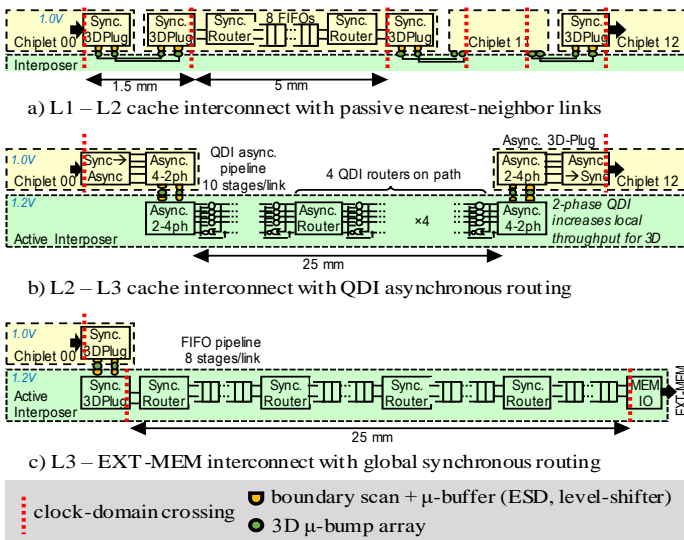 1.0V
Chiplet 00
Sync.
3DPlug
Sync.
3DPlug
Sync.
Router
8 FIFOs
Sync.
Router
Sync.
3DPlug
Chiplet 11
Sync.
3DPlug
Chiplet 12
Interposer
1.5 mm
5 mm
a) L1 – L2 cache interconnect with passive nearest-neighbor links
1.0V
Chiplet 00
Sync→
Async
Async.
4-2ph
QDI async.
pipeline
10 stages/link
4 QDI routers on path
Async. 3D-Plug
Async.
2-4ph
Async
→Sync
Chiplet 12
1.2V
Active Interposer
Async.
2-4ph
Async.
Router
×4
Async.
4-2ph
2-phase QDI
increases local
throughput for 3D
25 mm
b) L2 – L3 cache interconnect with QDI asynchronous routing
1.0V
Chiplet 00
Sync.
3DPlug
FIFO pipeline
8 stages/link
1.2V
Active
Interposer
Sync.
3DPlug
Sync.
Router
Sync.
Router
Sync.
Router
Sync.
Router
MEM
IO
EXT-MEM
25 mm
c) L3 – EXT-MEM interconnect with global synchronous routing
clock-domain crossing
boundary scan + μ-buffer (ESD, level-shifter)
3D μ-bump array